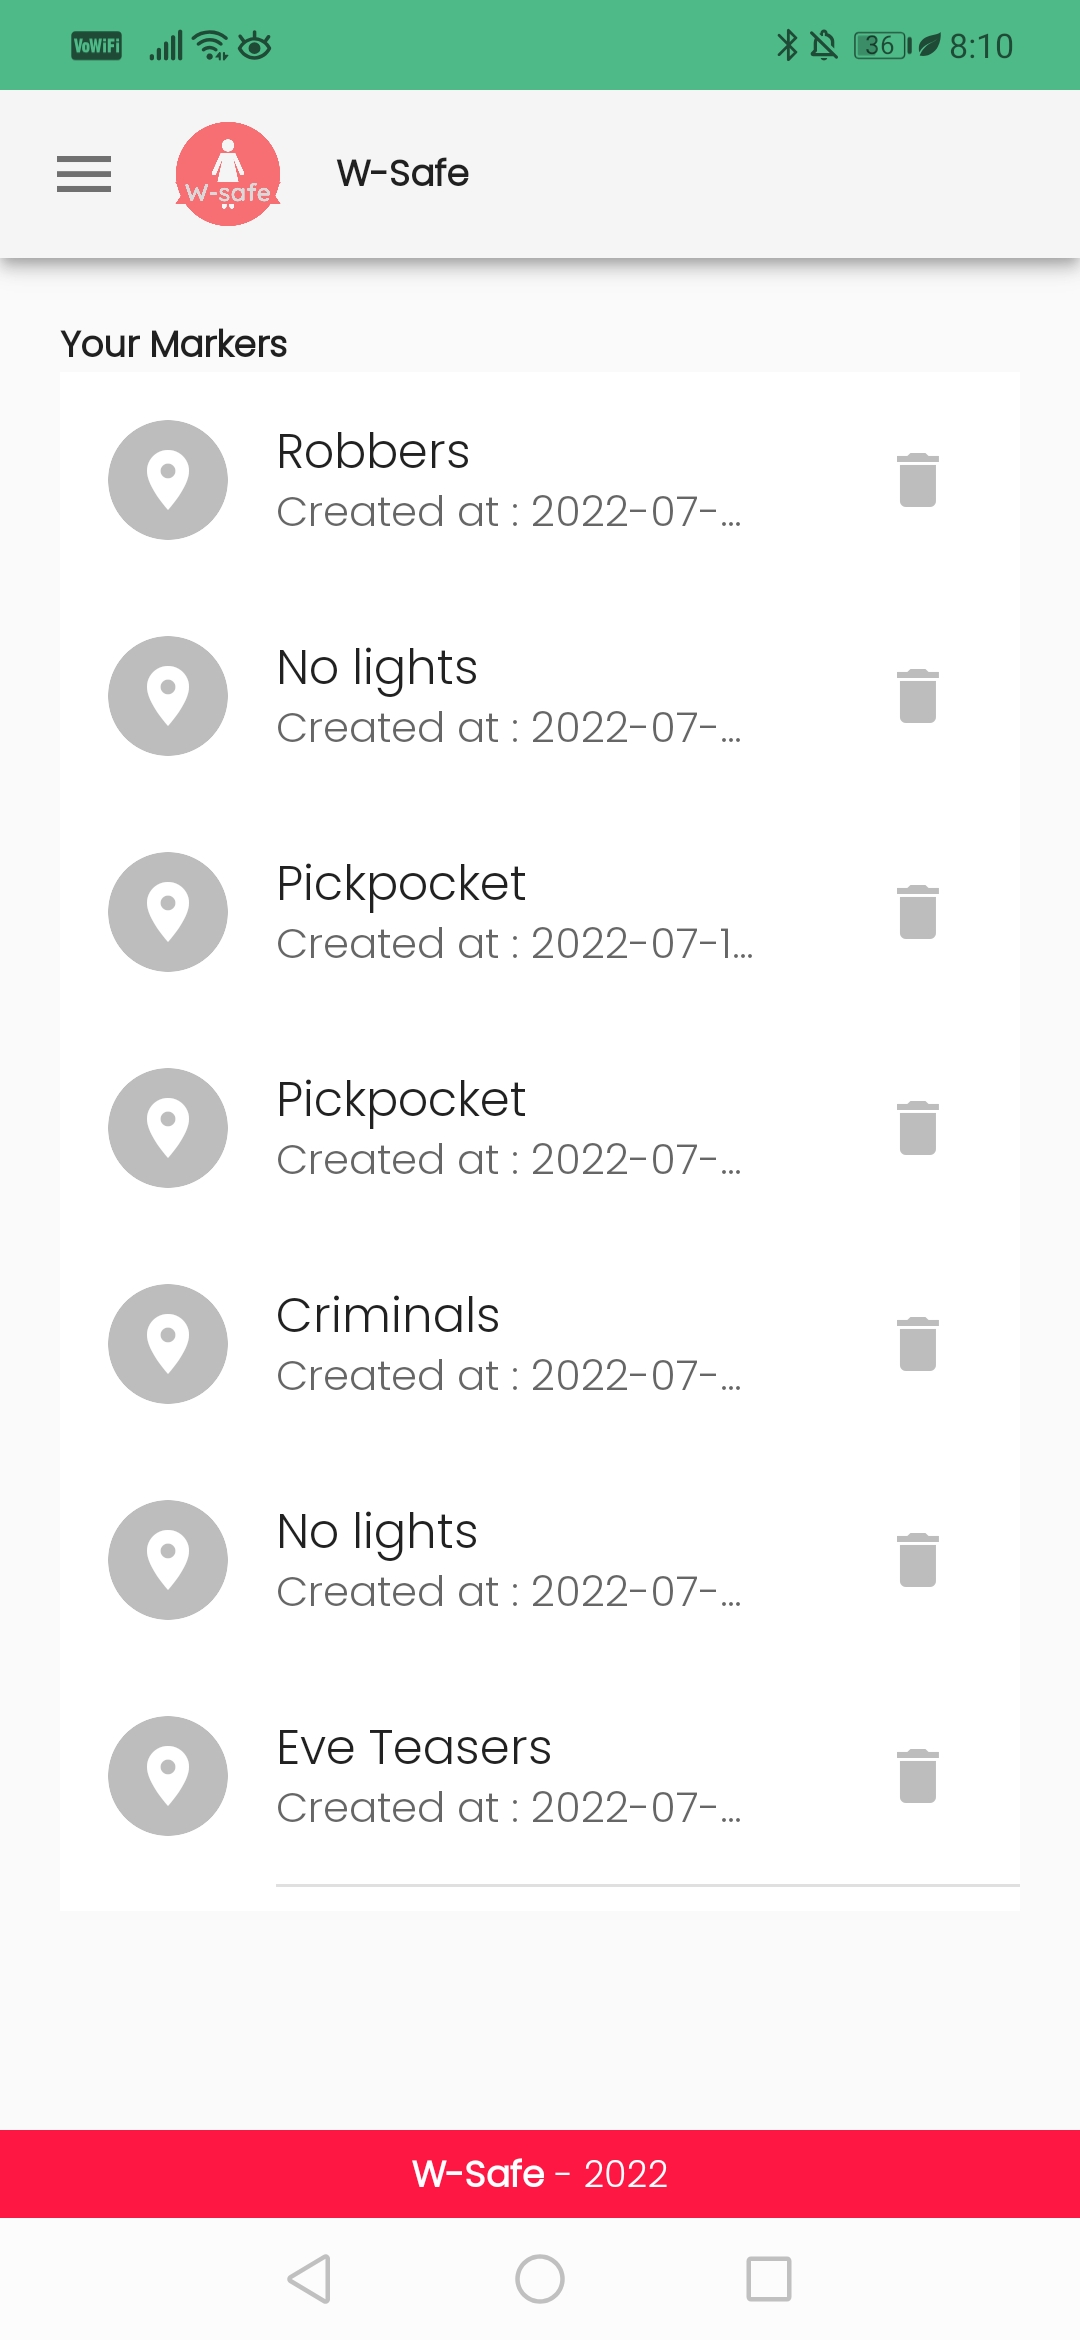 VoWiFi 36 8:10
W-safe W-Safe
Your Markers
Robbers
Created at : 2022-07-...
No lights
Created at : 2022-07-...
Pickpocket
Created at : 2022-07-1...
Pickpocket
Created at : 2022-07-...
Criminals
Created at : 2022-07-...
No lights
Created at : 2022-07-...
Eve Teasers
Created at : 2022-07-...
W-Safe - 2022